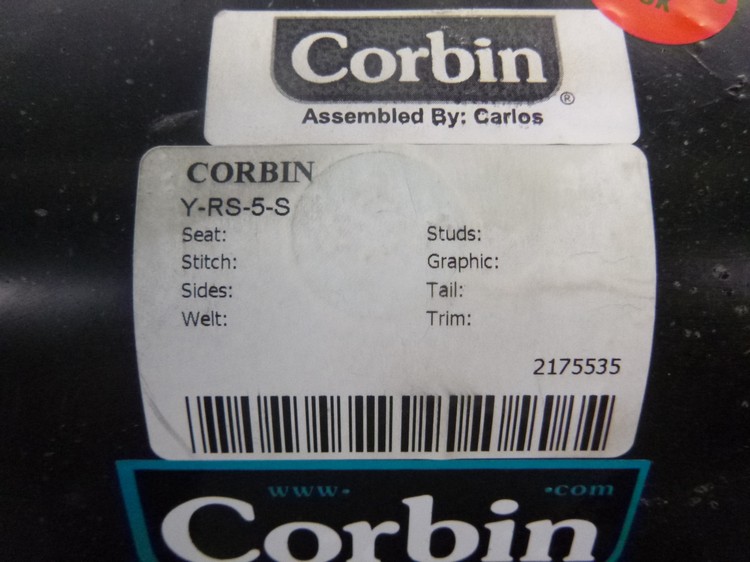 OK
Corbin
®
Assembled By: Carlos
CORBIN
Y-RS-5-S
Seat: Studs:
Stitch: Graphic:
Sides: Tail:
Welt: Trim:
2175535
www. .com
Corbin